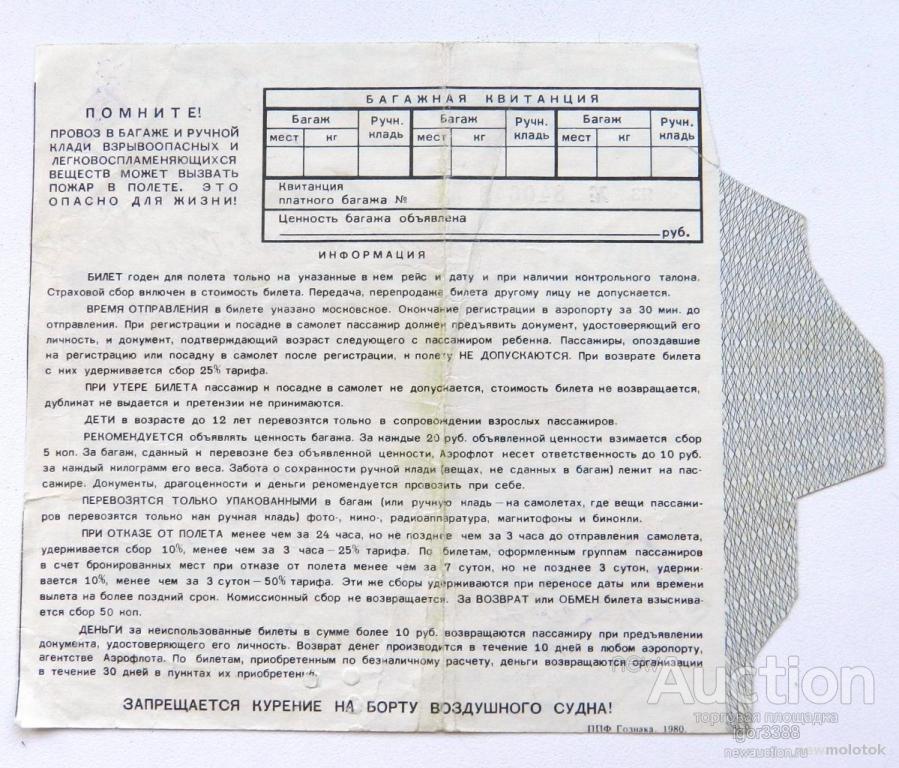 ПОМНИТЕ!
ПРОВОЗ В БАГАЖЕ И РУЧНОЙ
КЛАДИ ВЗРЫВООПАСНЫХ И
ЛЕГКОВОСПЛАМЕНЯЮЩИХСЯ
ВЕЩЕСТВ МОЖЕТ ВЫЗВАТЬ
ПОЖАР В ПОЛЕТЕ. ЭТО
ОПАСНО ДЛЯ ЖИЗНИ!
БАГАЖНАЯ КВИТАНЦИЯ
Багаж Ручн. кладь Багаж Ручн. кладь Багаж Ручн. кладь
мест кг мест кг мест кг
Квитанция
платного багажа №
Ценность багажа объявлена
руб.
ИНФОРМАЦИЯ
БИЛЕТ годен для полета только на указанные в нем рейс и дату и при наличии контрольного талона.
Страховой сбор включен в стоимость билета. Передача, перепродажа билета другому лицу не допускается.
ВРЕМЯ ОТПРАВЛЕНИЯ в билете указано московское. Окончание регистрации в аэропорту за 30 мин. до
отправления. При регистрации и посадке в самолет пассажир должен предъявить документ, удостоверяющий его
личность, и документ, подтверждающий возраст следующего с пассажиром ребенка. Пассажиры, опоздавшие
на регистрацию или посадку в самолет после регистрации, к полету НЕ ДОПУСКАЮТСЯ. При возврате билета
с них удерживается сбор 25% тарифа.
ПРИ УТЕРЕ БИЛЕТА пассажир к посадке в самолет не допускается, стоимость билета не возвращается,
дубликат не выдается и претензии не принимаются.
ДЕТИ в возрасте до 12 лет перевозятся только в сопровождении взрослых пассажиров.
РЕКОМЕНДУЕТСЯ объявлять ценность багажа. За каждые 20 руб. объявленной ценности взимается сбор
5 коп. За багаж, сданный к перевозке без объявленной ценности, Аэрофлот несет ответственность до 10 руб.
за каждый килограмм его веса. Забота о сохранности ручной клади (вещах, не сданных в багаж) лежит на пас-
сажире. Документы, драгоценности и деньги рекомендуется провозить при себе.
ПЕРЕВОЗЯТСЯ ТОЛЬКО УПАКОВАННЫМИ в багаж (или ручную кладь — на самолетах, где вещи пассажи-
ров перевозятся только как ручная кладь) фото-, кино-, радиоаппаратура, магнитофоны и бинокли.
ПРИ ОТКАЗЕ ОТ ПОЛЕТА менее чем за 24 часа, но не позднее чем за 3 часа до отправления самолета,
удерживается сбор 10%, менее чем за 3 часа — 25% тарифа. По билетам, оформленным группам пассажиров
в счет бронированных мест при отказе от полета менее чем за 7 суток, но не позднее 3 суток, удержи-
вается 10%, менее чем за 3 суток — 50% тарифа. Эти же сборы удерживаются при переносе даты или времени
вылета на более поздний срок. Комиссионный сбор не возвращается. За ВОЗВРАТ или ОБМЕН билета взыскива-
ется сбор 50 коп.
ДЕНЬГИ за неиспользованные билеты в сумме более 10 руб. возвращаются пассажиру при предъявлении
документа, удостоверяющего его личность. Возврат денег производится в течение 10 дней в любом аэропорту,
агентстве Аэрофлота. По билетам, приобретенным по безналичному расчету, деньги возвращаются организации
в течение 30 дней в пунктах их приобретения.
ЗАПРЕЩАЕТСЯ КУРЕНИЕ НА БОРТУ ВОЗДУШНОГО СУДНА!
ППФ Гознака. 1980.
new
Auction
торговая площадка
igor3388
newauction.ru
newmolotok